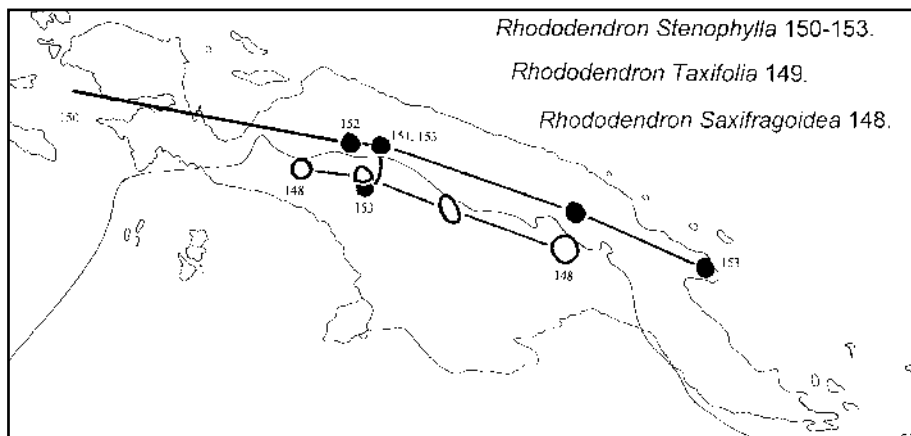 Rhododendron Stenophylla 150-153.
Rhododendron Taxifolia 149.
Rhododendron Saxifragoidea 148.
150
152
151, 153
148
153
148
153